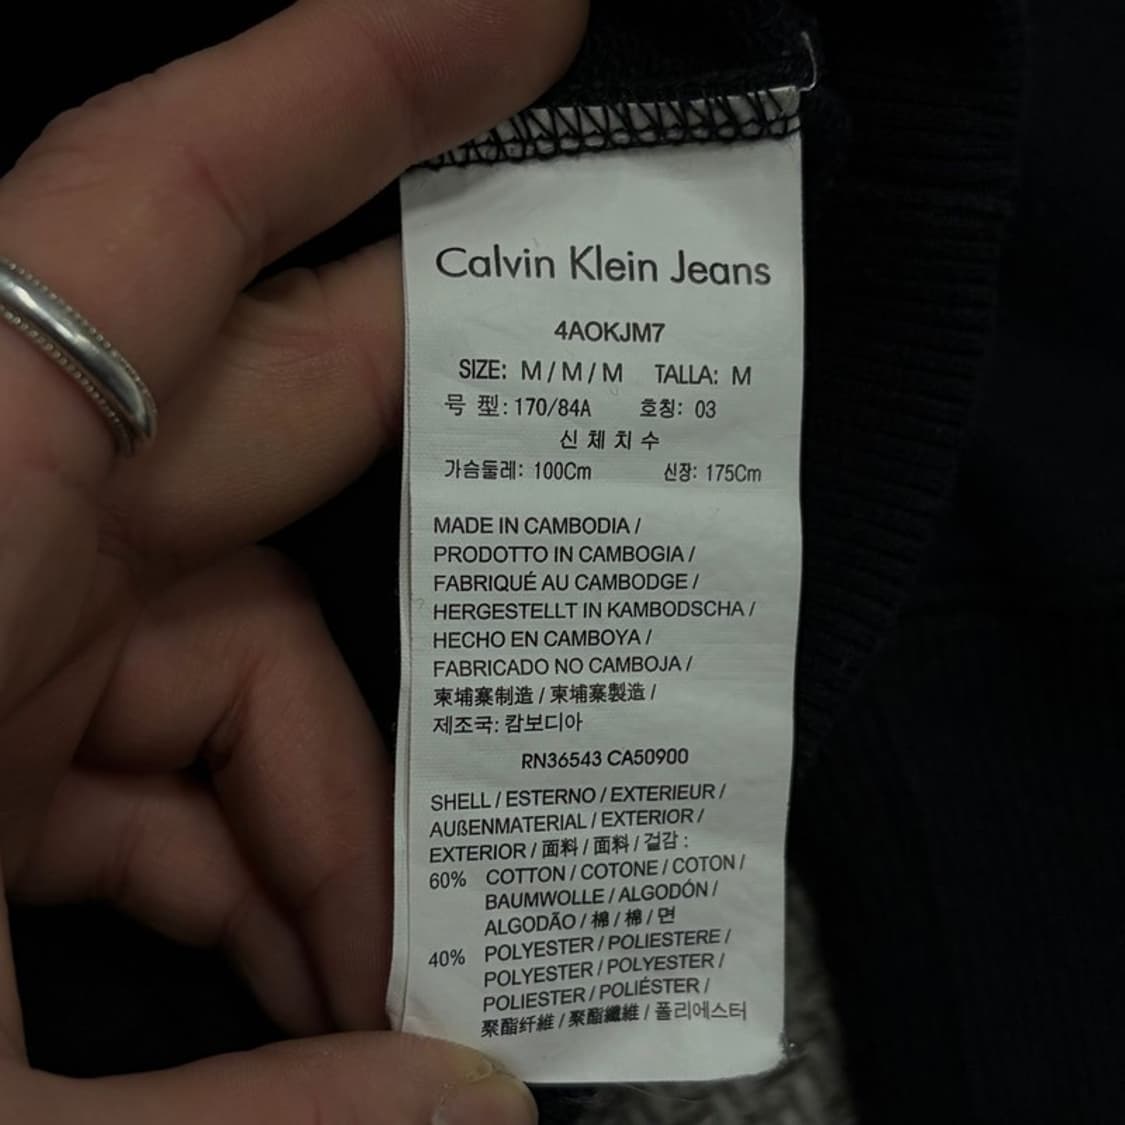 Calvin Klein Jeans
4AOKJM7
SIZE: M/M/M TALLA: M
号 型: 170/84A 호칭: 03
신 체 치 수
가슴둘레: 100Cm 신장: 175Cm
MADE IN CAMBODIA /
PRODOTTO IN CAMBOGIA /
FABRIQUÉ AU CAMBODGE /
HERGESTELLT IN KAMBODSCHA /
HECHO EN CAMBOYA /
FABRICADO NO CAMBOJA /
柬埔寨制造 / 柬埔寨製造 /
제조국: 캄보디아
RN36543 CA50900
SHELL / ESTERNO / EXTERIEUR /
AUßENMATERIAL / EXTERIOR /
EXTERIOR / 面料 / 面料 / 겉감 :
60% COTTON / COTONE / COTON /
BAUMWOLLE / ALGODÓN /
ALGODÃO / 棉 / 棉 / 면
40% POLYESTER / POLIESTERE /
POLYESTER / POLYESTER /
POLIESTER / POLIÉSTER /
聚酯纤維 / 聚酯纖維 / 폴리에스터